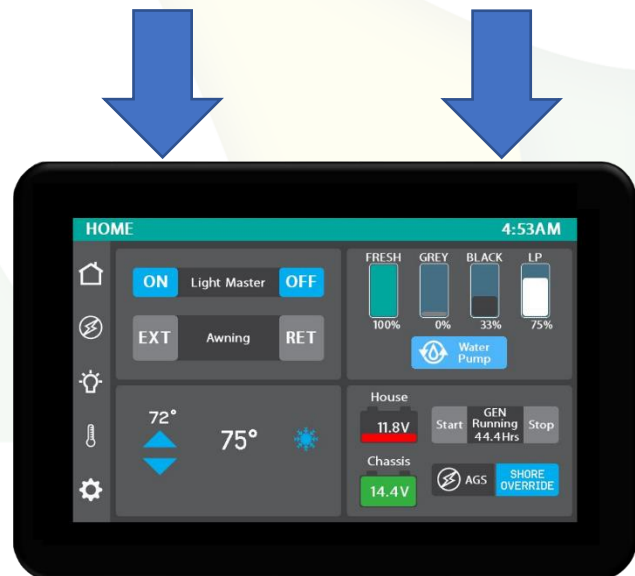 HOME 4:53AM
ON Light Master OFF
EXT Awning RET
FRESH GREY BLACK LP
100% 0% 33% 75%
Water
Pump
72°
75°
House
11.8V
Start GEN Running 44.4Hrs Stop
Chassis
14.4V
AGS SHORE OVERRIDE